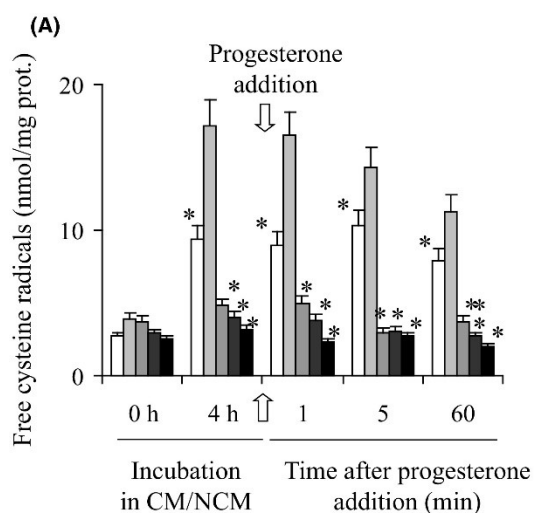 (A)
Progesterone
addition
Free cysteine radicals (nmol/mg prot.)
20
10
0
*
*
*
*
*
*
*
*
*
*
*
*
*
*
**
*
*
0 h
4 h
1
5
60
Incubation
in CM/NCM
Time after progesterone
addition (min)